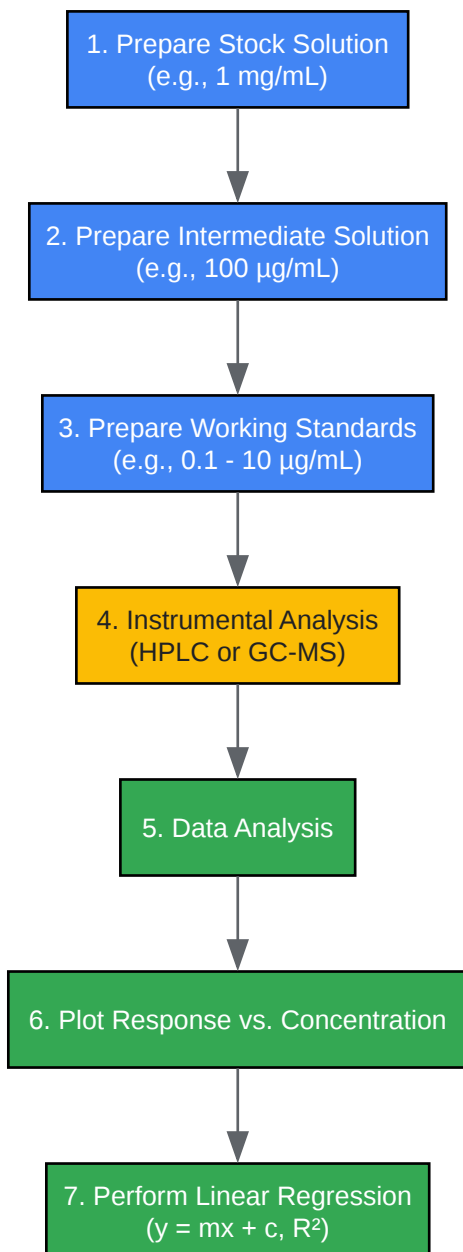 1. Prepare Stock Solution
(e.g., 1 mg/mL)
2. Prepare Intermediate Solution
(e.g., 100 µg/mL)
3. Prepare Working Standards
(e.g., 0.1 - 10 µg/mL)
4. Instrumental Analysis
(HPLC or GC-MS)
5. Data Analysis
6. Plot Response vs. Concentration
7. Perform Linear Regression
(y = mx + c, R²)